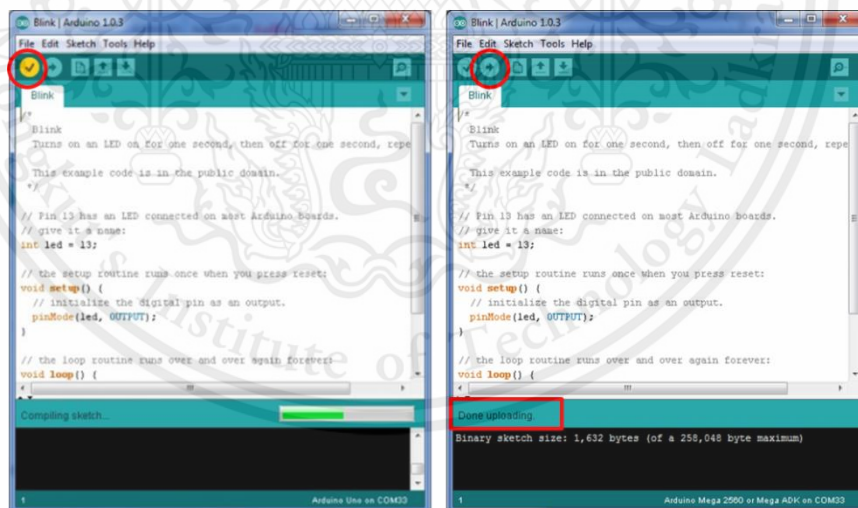 Blink | Arduino 1.0.3
File Edit Sketch Tools Help
Blink
/*
Blink
Turns on an LED on for one second, then off for one second, repe
This example code is in the public domain.
*/
// Pin 13 has an LED connected on most Arduino boards.
// give it a name:
int led = 13;
// the setup routine runs once when you press reset:
void setup() {
// initialize the digital pin as an output.
pinMode(led, OUTPUT);
}
// the loop routine runs over and over again forever:
void loop() {
Compiling sketch...
1
Arduino Uno on COM33
Blink | Arduino 1.0.3
File Edit Sketch Tools Help
Blink
/*
Blink
Turns on an LED on for one second, then off for one second, repe
This example code is in the public domain.
*/
// Pin 13 has an LED connected on most Arduino boards.
// give it a name:
int led = 13;
// the setup routine runs once when you press reset:
void setup() {
// initialize the digital pin as an output.
pinMode(led, OUTPUT);
}
// the loop routine runs over and over again forever:
void loop() {
Done uploading.
Binary sketch size: 1,632 bytes (of a 258,048 byte maximum)
1
Arduino Mega 2560 or Mega ADK on COM33
's Institute of Technology